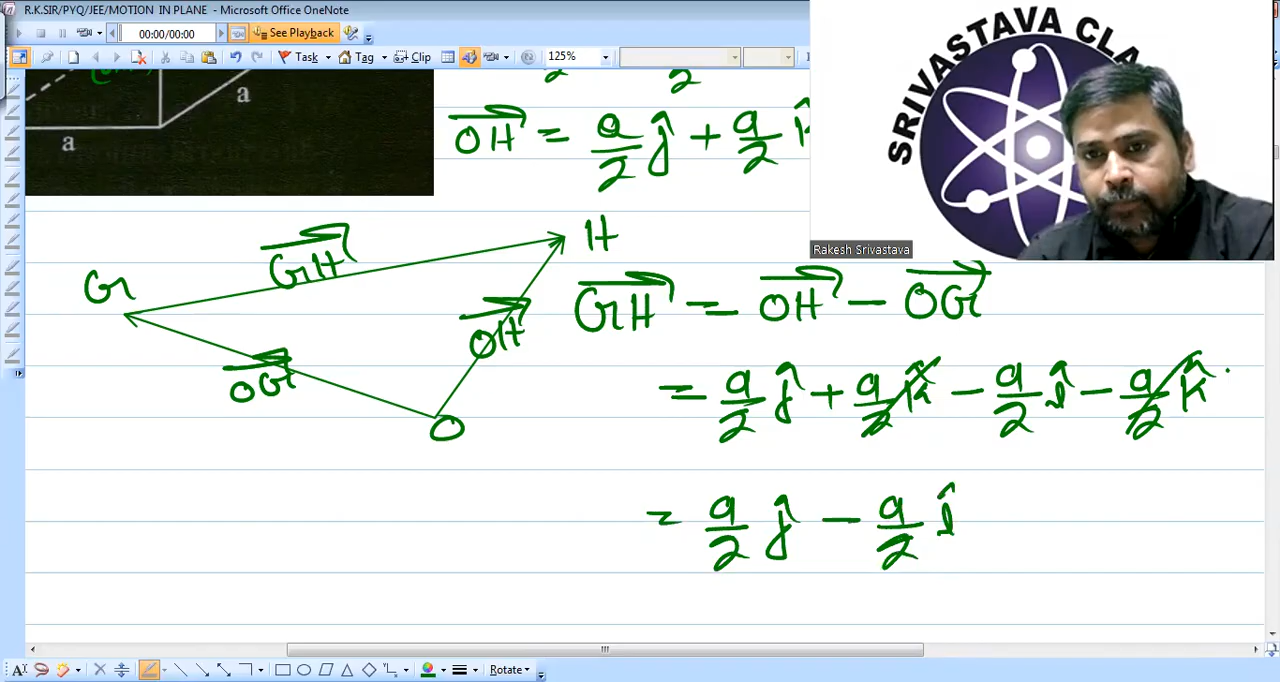 R.K.SIR/PYQ/JEE/MOTION IN PLANE - Microsoft Office OneNote
00:00/00:00 See Playback
Task Tag Clip 125%
SRIVASTAVA CLA
a
a
2 2
OH = a/2 ĵ + a/2
Rakesh Srivastava
GH H
G
OH
OG
O
GH = OH - OG
= a/2 ĵ + a/2 k̂ - a/2 î - a/2 k̂
= a/2 ĵ - a/2 î
Rotate